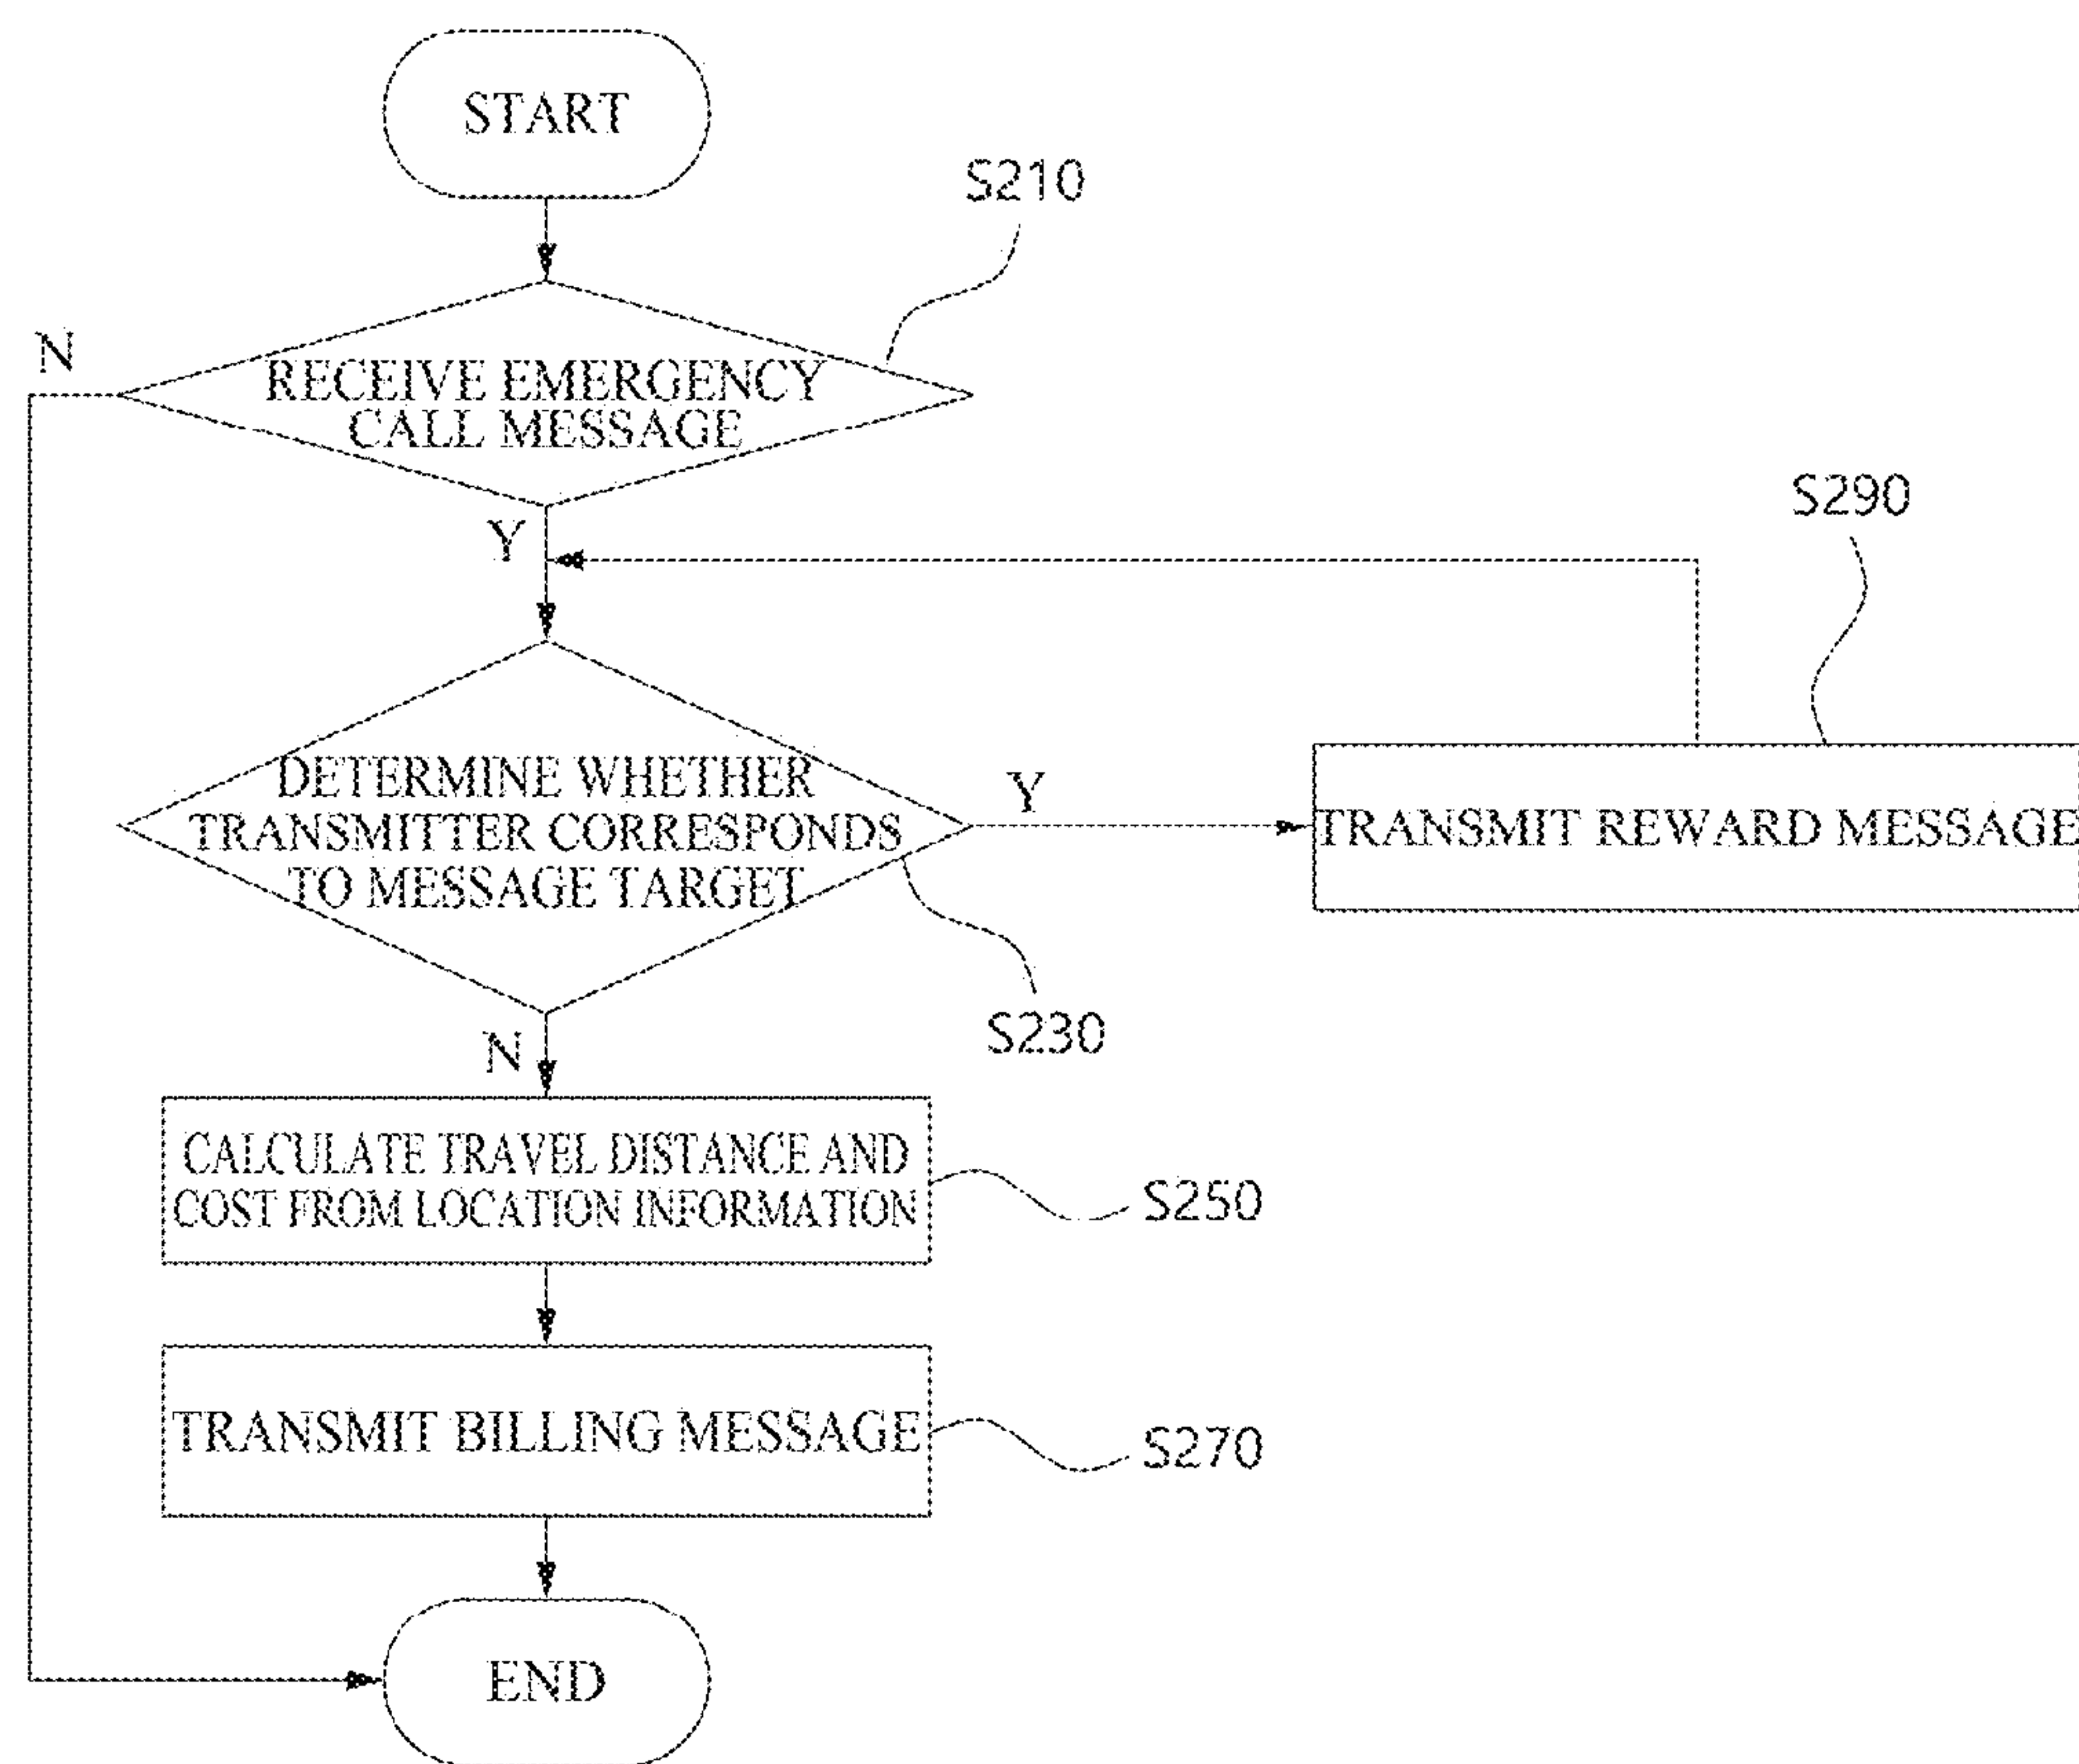 START
S210
N
RECEIVE EMERGENCY
CALL MESSAGE
Y
S290
DETERMINE WHETHER
TRANSMITTER CORRESPONDS
TO MESSAGE TARGET
Y
TRANSMIT REWARD MESSAGE
S230
N
CALCULATE TRAVEL DISTANCE AND
COST FROM LOCATION INFORMATION
S250
TRANSMIT BILLING MESSAGE
S270
END